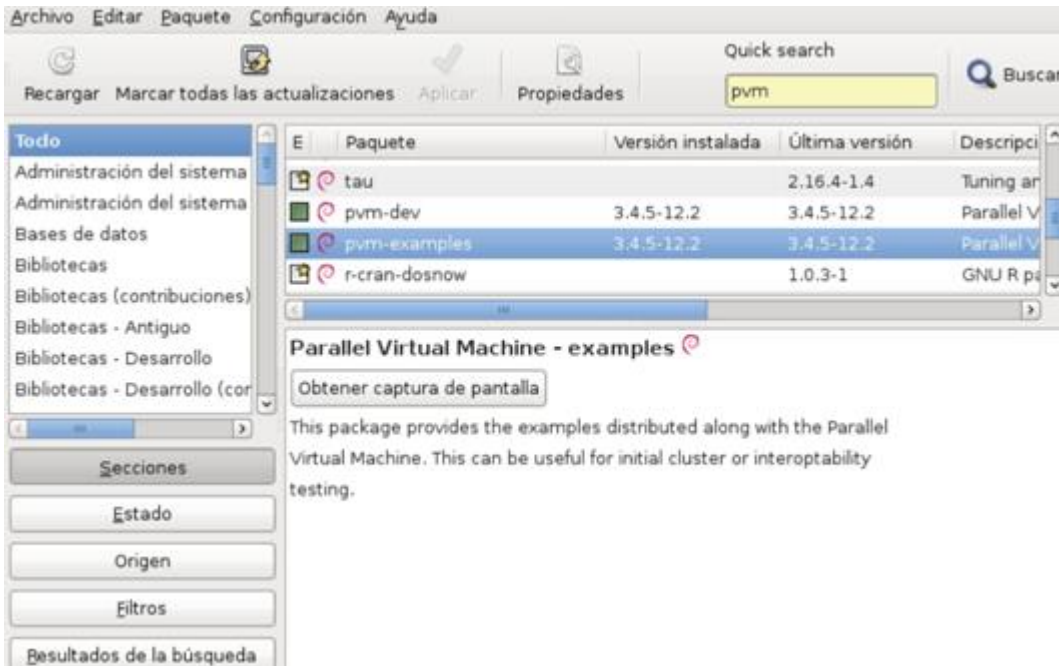 Archivo Editar Paquete Configuración Ayuda
Recargar
Marcar todas las actualizaciones
Aplicar
Propiedades
Quick search
pvm
Buscar
Todo
Administración del sistema
Administración del sistema
Bases de datos
Bibliotecas
Bibliotecas (contribuciones)
Bibliotecas - Antiguo
Bibliotecas - Desarrollo
Bibliotecas - Desarrollo (cor
Secciones
Estado
Origen
Filtros
Resultados de la búsqueda
E Paquete Versión instalada Última versión Descripci
tau 2.16.4-1.4 Tuning an
pvm-dev 3.4.5-12.2 3.4.5-12.2 Parallel V
pvm-examples 3.4.5-12.2 3.4.5-12.2 Parallel V
r-cran-dosnow 1.0.3-1 GNU R pa
Parallel Virtual Machine - examples
Obtener captura de pantalla
This package provides the examples distributed along with the Parallel
Virtual Machine. This can be useful for initial cluster or interoptability
testing.